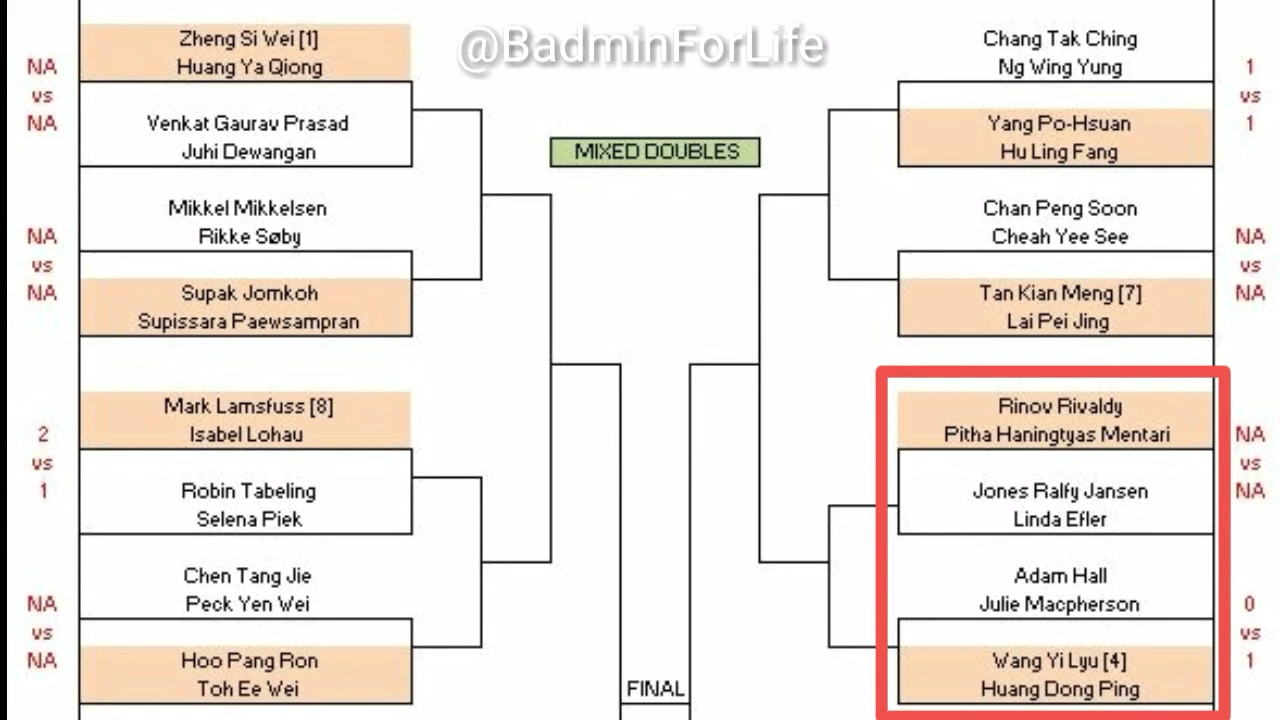 @BadminForLife
MIXED DOUBLES
Zheng Si Wei [1]
Huang Ya Qiong
NA
vs
NA
Venkat Gaurav Prasad
Juhi Dewangan
Mikkel Mikkelsen
Rikke Søby
NA
vs
NA
Supak Jomkoh
Supissara Paewsampran
Mark Lamsfuss [8]
Isabel Lohau
2
vs
1
Robin Tabeling
Selena Piek
Chen Tang Jie
Peck Yen Wei
NA
vs
NA
Hoo Pang Ron
Toh Ee Wei
FINAL
Chang Tak Ching
Ng Wing Yung
1
vs
1
Yang Po-Hsuan
Hu Ling Fang
Chan Peng Soon
Cheah Yee See
NA
vs
NA
Tan Kian Meng [7]
Lai Pei Jing
Rinov Rivaldy
Pitha Haningtyas Mentari
NA
vs
NA
Jones Ralfy Jansen
Linda Efler
Adam Hall
Julie Macpherson
0
vs
1
Wang Yi Lyu [4]
Huang Dong Ping